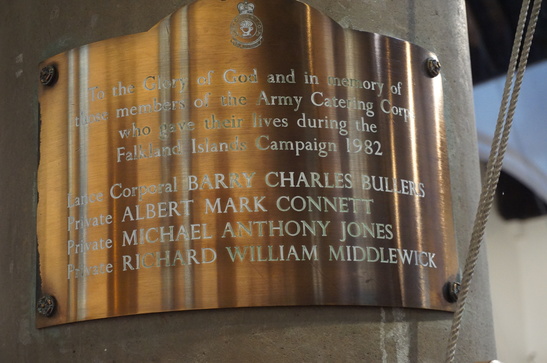 To the Glory of God and in memory of
those members of the Army Catering Corps
who gave their lives during the
Falkland Islands Campaign 1982
Lance Corporal BARRY CHARLES BULLERS
Private ALBERT MARK CONNETT
Private MICHAEL ANTHONY JONES
Private RICHARD WILLIAM MIDDLEWICK